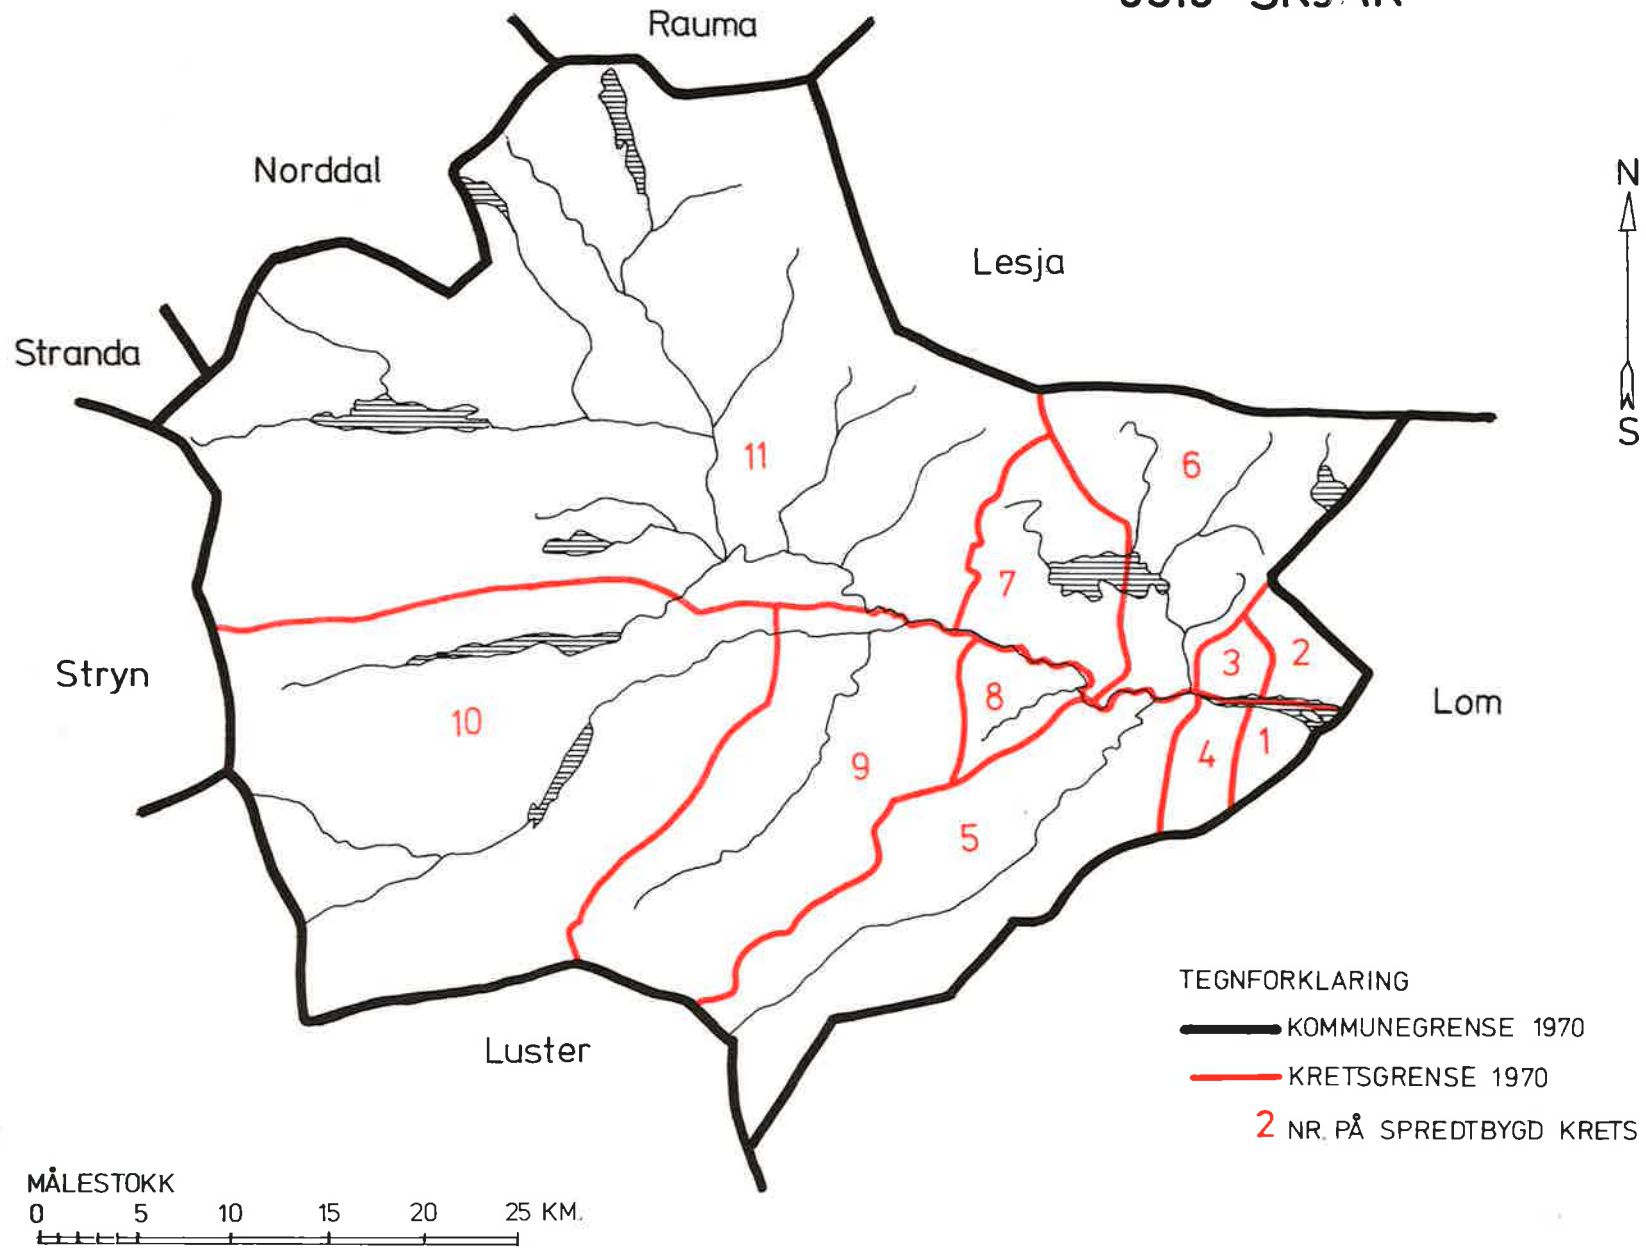 Rauma
Norddal
Lesja
N
Stranda
S
11
6
7
2
3
Stryn
8
Lom
10
1
4
9
5
TEGNFORKLARING
KOMMUNEGRENSE 1970
Luster
KRETSGRENSE 1970
2 NR. PÅ SPREDTBYGD KRETS
MÅLESTOKK
0 5 10 15 20 25 KM.